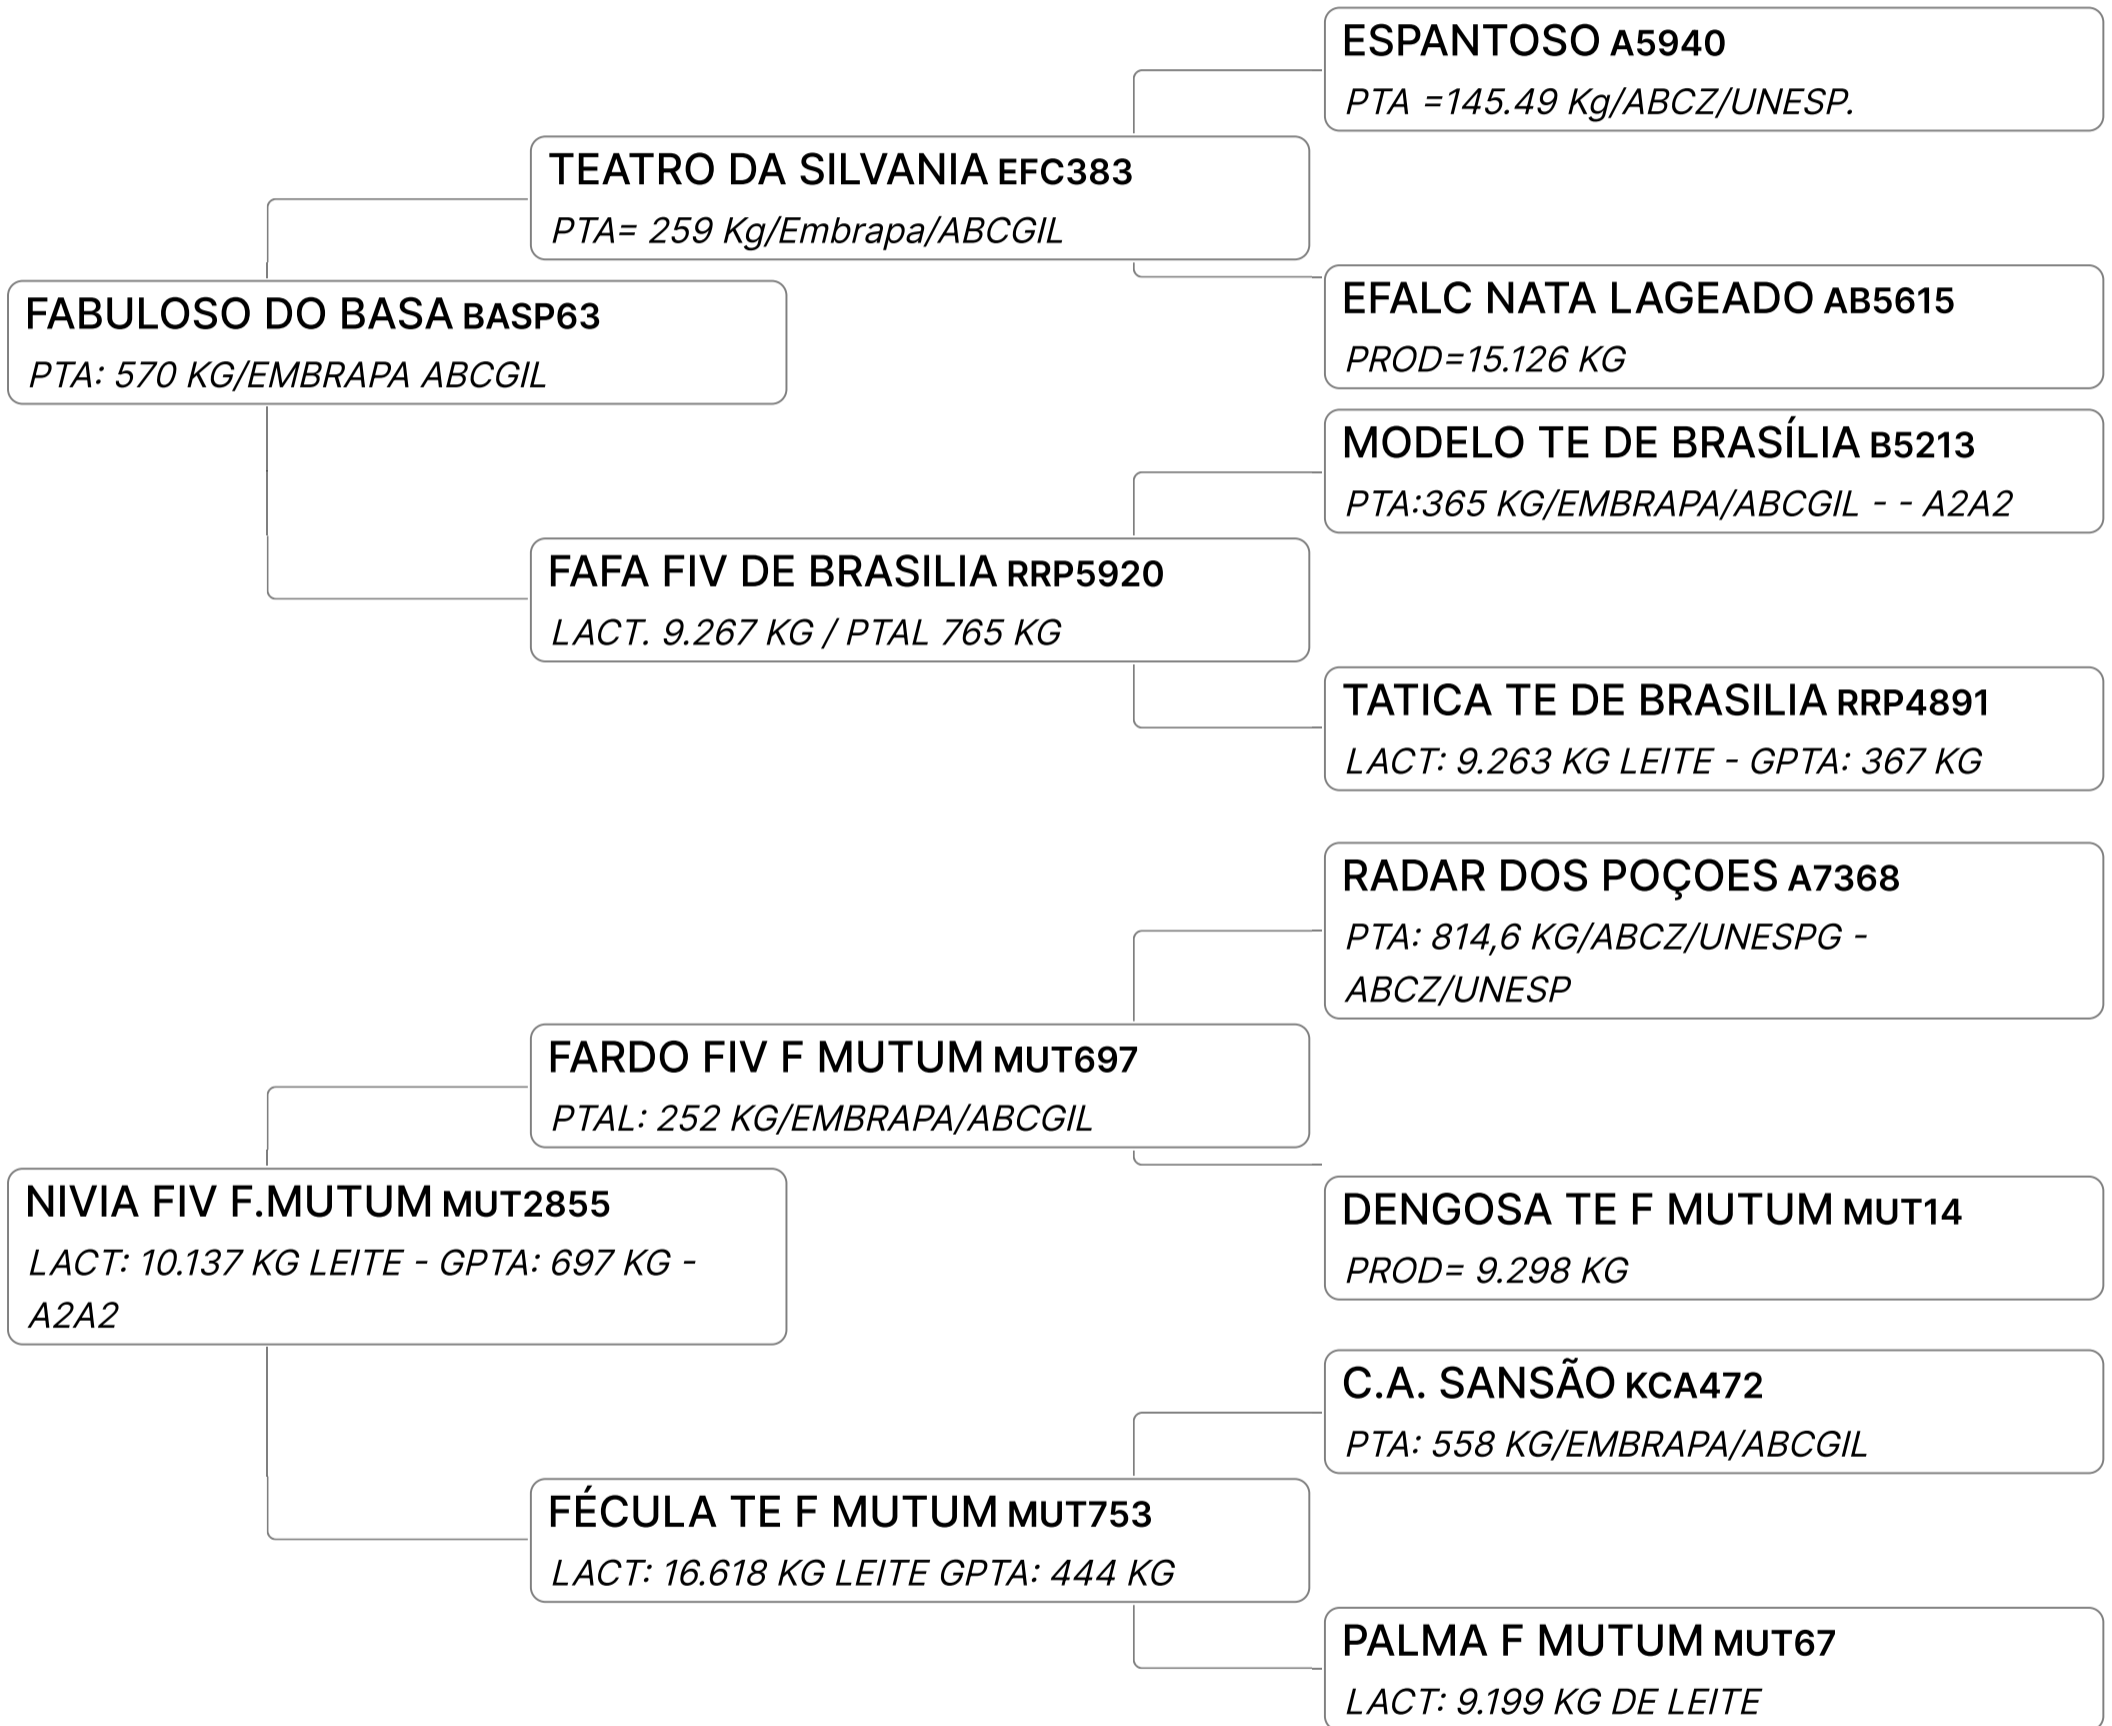 ESPANTOSO A5940
PTA =145.49 Kg/ABCZ/UNESP.
TEATRO DA SILVANIA EFC383
PTA= 259 Kg/Embrapa/ABCGIL
EFALC NATA LAGEADO AB5615
PROD=15.126 KG
FABULOSO DO BASA BASP63
PTA: 570 KG/EMBRAPA ABCGIL
MODELO TE DE BRASÍLIA B5213
PTA:365 KG/EMBRAPA/ABCGIL - - A2A2
FAFA FIV DE BRASILIA RRP5920
LACT. 9.267 KG / PTAL 765 KG
TATICA TE DE BRASILIA RRP4891
LACT: 9.263 KG LEITE - GPTA: 367 KG
RADAR DOS POÇOES A7368
PTA: 814,6 KG/ABCZ/UNESPG -
ABCZ/UNESP
FARDO FIV F MUTUM MUT697
PTAL: 252 KG/EMBRAPA/ABCGIL
DENGOSA TE F MUTUM MUT14
PROD= 9.298 KG
NIVIA FIV F.MUTUM MUT2855
LACT: 10.137 KG LEITE - GPTA: 697 KG -
A2A2
C.A. SANSÃO KCA472
PTA: 558 KG/EMBRAPA/ABCGIL
FÉCULA TE F MUTUM MUT753
LACT: 16.618 KG LEITE GPTA: 444 KG
PALMA F MUTUM MUT67
LACT: 9.199 KG DE LEITE